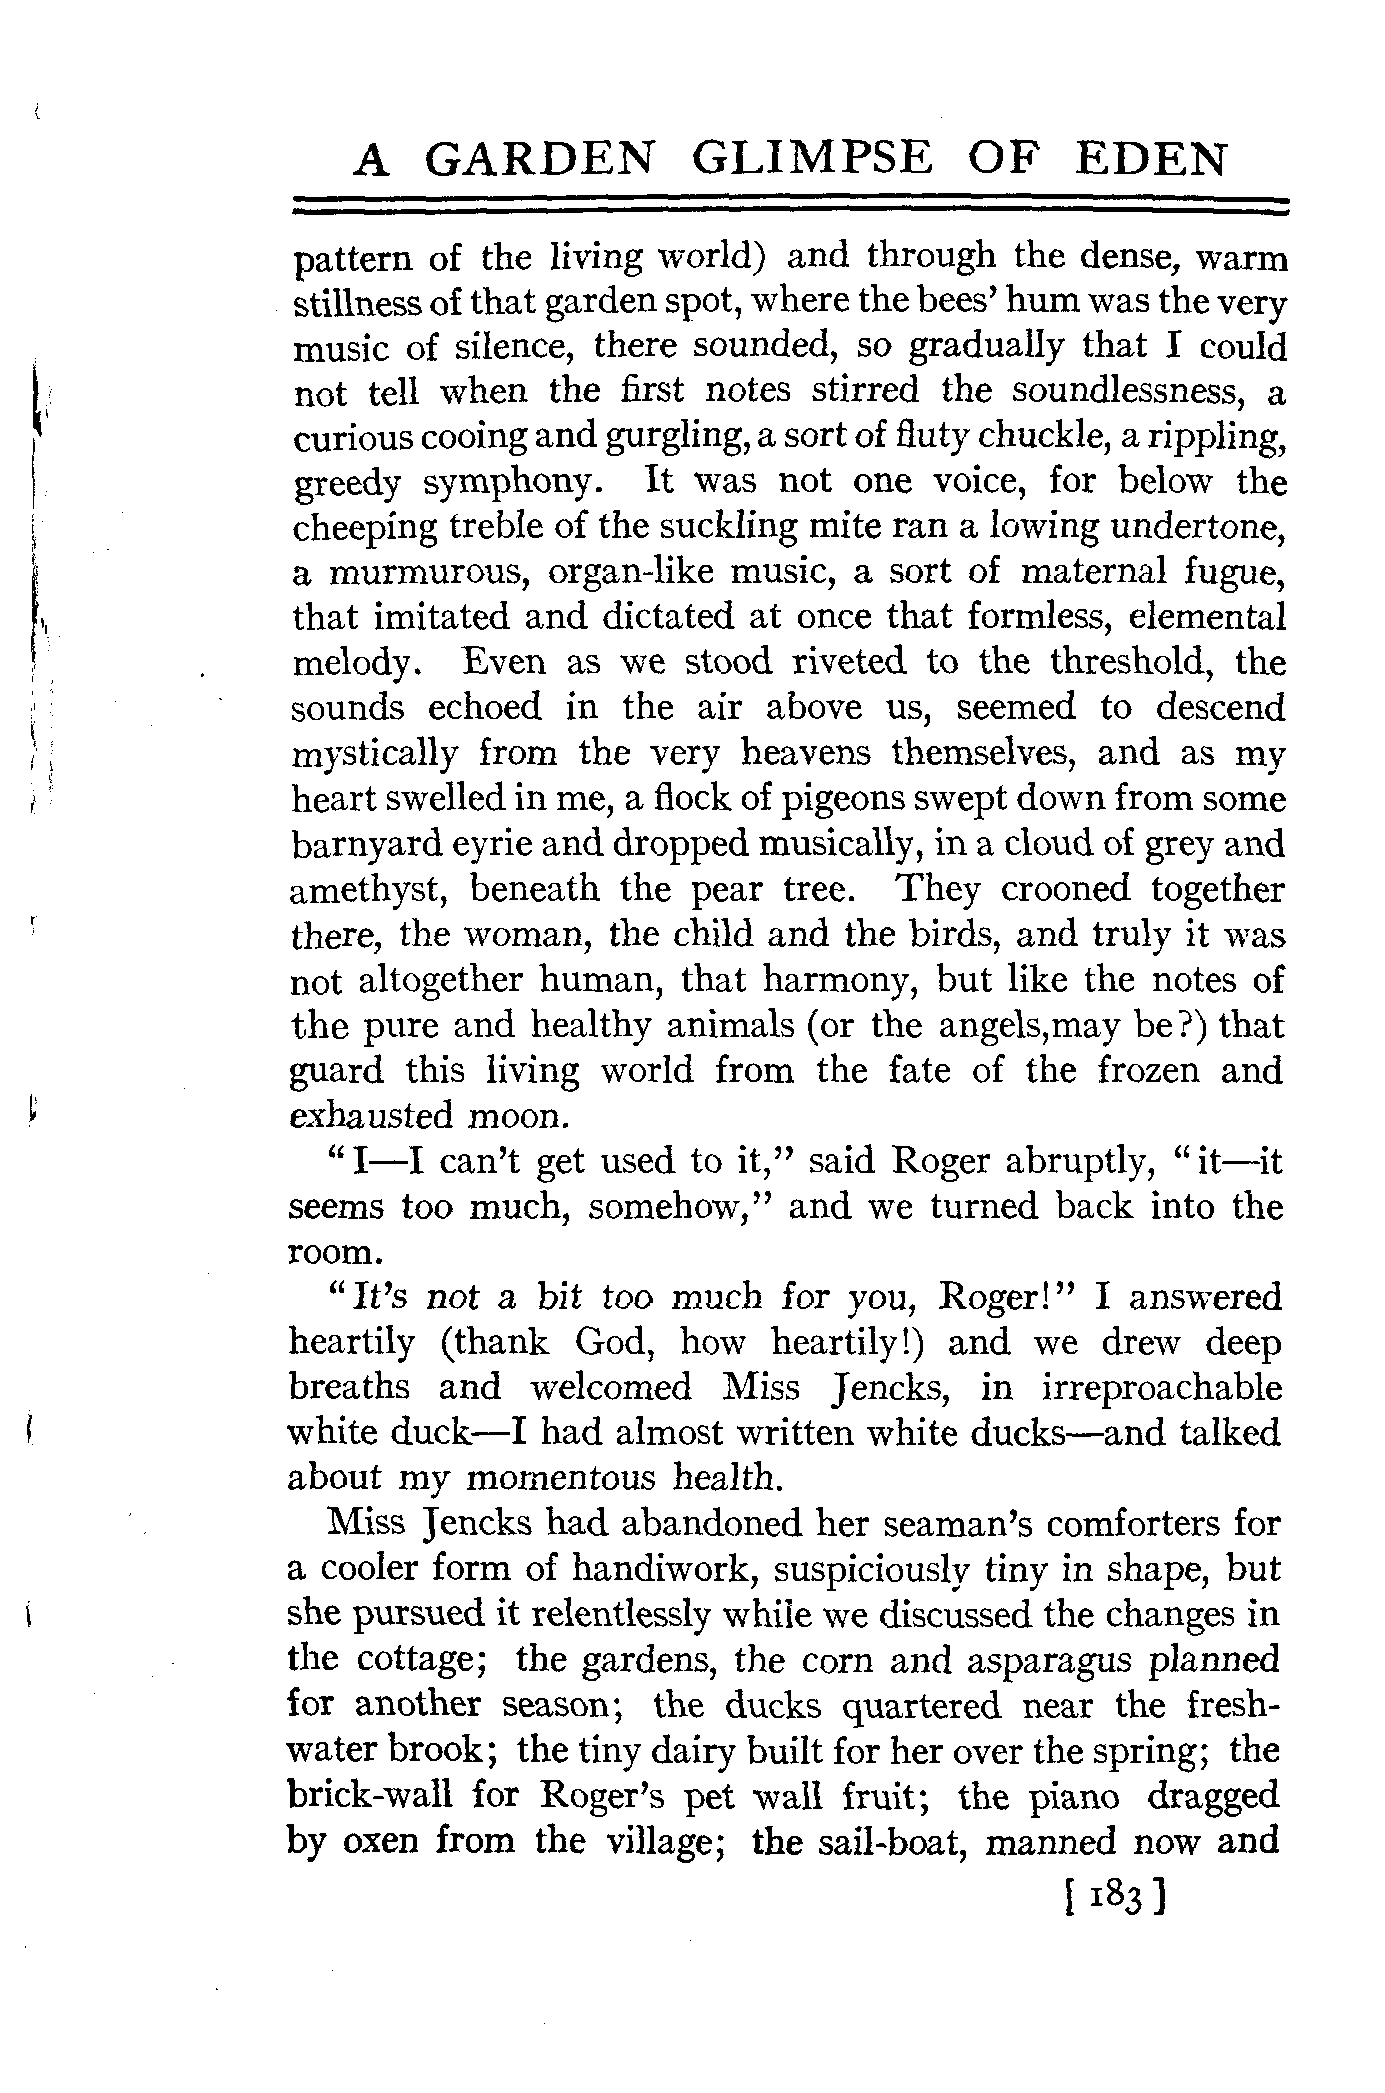 A GARDEN GLIMPSE OF EDEN
pattern of the living world) and through the dense, warm
stillness of that garden spot, where the bees' hum was the very
music of silence, there sounded, so gradually that I could
not tell when the first notes stirred the soundlessness, a
curious cooing and gurgling, a sort of fluty chuckle, a rippling,
greedy symphony. It was not one voice, for below the
cheeping treble of the suckling mite ran a lowing undertone,
a murmurous, organ-like music, a sort of maternal fugue,
that imitated and dictated at once that formless, elemental
melody. Even as we stood riveted to the threshold, the
sounds echoed in the air above us, seemed to descend
mystically from the very heavens themselves, and as my
heart swelled in me, a flock of pigeons swept down from some
barnyard eyrie and dropped musically, in a cloud of grey and
amethyst, beneath the pear tree. They crooned together
there, the woman, the child and the birds, and truly it was
not altogether human, that harmony, but like the notes of
the pure and healthy animals (or the angels,may be?) that
guard this living world from the fate of the frozen and
exhausted moon.
"I—I can't get used to it," said Roger abruptly, "it—it
seems too much, somehow," and we turned back into the
room.
"It's not a bit too much for you, Roger!" I answered
heartily (thank God, how heartily!) and we drew deep
breaths and welcomed Miss Jencks, in irreproachable
white duck—I had almost written white ducks—and talked
about my momentous health.
Miss Jencks had abandoned her seaman's comforters for
a cooler form of handiwork, suspiciously tiny in shape, but
she pursued it relentlessly while we discussed the changes in
the cottage; the gardens, the corn and asparagus planned
for another season; the ducks quartered near the fresh-
water brook; the tiny dairy built for her over the spring; the
brick-wall for Roger's pet wall fruit; the piano dragged
by oxen from the village; the sail-boat, manned now and
[ 183 ]